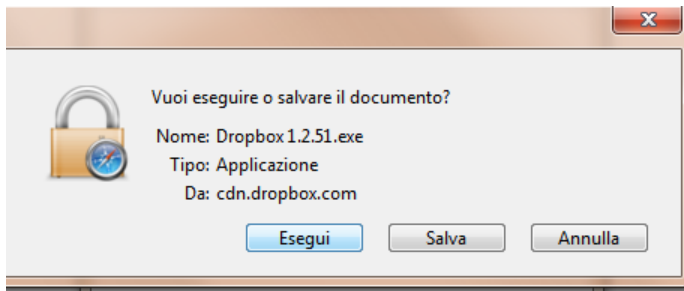 Vuoi eseguire o salvare il documento?
Nome: Dropbox 1.2.51.exe
Tipo: Applicazione
Da: cdn.dropbox.com
Esegui Salva Annulla